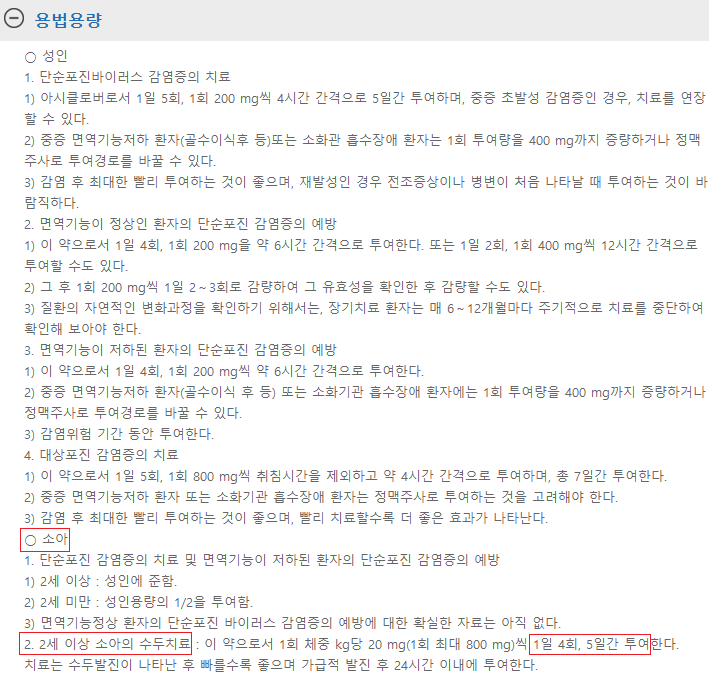 용법용량
○ 성인
1. 단순포진바이러스 감염증의 치료
1) 아시클로버로서 1일 5회, 1회 200 mg씩 4시간 간격으로 5일간 투여하며, 중증 초발성 감염증인 경우, 치료를 연장
할 수 있다.
2) 중증 면역기능저하 환자(골수이식후 등)또는 소화관 흡수장애 환자는 1회 투여량을 400 mg까지 증량하거나 정맥
주사로 투여경로를 바꿀 수 있다.
3) 감염 후 최대한 빨리 투여하는 것이 좋으며, 재발성인 경우 전조증상이나 병변이 처음 나타날 때 투여하는 것이 바
람직하다.
2. 면역기능이 정상인 환자의 단순포진 감염증의 예방
1) 이 약으로서 1일 4회, 1회 200 mg을 약 6시간 간격으로 투여한다. 또는 1일 2회, 1회 400 mg씩 12시간 간격으로
투여할 수도 있다.
2) 그 후 1회 200 mg씩 1일 2~3회로 감량하여 그 유효성을 확인한 후 감량할 수도 있다.
3) 질환의 자연적인 변화과정을 확인하기 위해서는, 장기치료 환자는 매 6~12개월마다 주기적으로 치료를 중단하여
확인해 보아야 한다.
3. 면역기능이 저하된 환자의 단순포진 감염증의 예방
1) 이 약으로서 1일 4회, 1회 200 mg씩 약 6시간 간격으로 투여한다.
2) 중증 면역기능저하 환자(골수이식 후 등) 또는 소화기관 흡수장애 환자에는 1회 투여량을 400 mg까지 증량하거나
정맥주사로 투여경로를 바꿀 수 있다.
3) 감염위험 기간 동안 투여한다.
4. 대상포진 감염증의 치료
1) 이 약으로서 1일 5회, 1회 800 mg씩 취침시간을 제외하고 약 4시간 간격으로 투여하며, 총 7일간 투여한다.
2) 중증 면역기능저하 환자 또는 소화기관 흡수장애 환자는 정맥주사로 투여하는 것을 고려해야 한다.
3) 감염 후 최대한 빨리 투여하는 것이 좋으며, 빨리 치료할수록 더 좋은 효과가 나타난다.
○ 소아
1. 단순포진 감염증의 치료 및 면역기능이 저하된 환자의 단순포진 감염증의 예방
1) 2세 이상 : 성인에 준함.
2) 2세 미만 : 성인용량의 1/2을 투여함.
3) 면역기능정상 환자의 단순포진 바이러스 감염증의 예방에 대한 확실한 자료는 아직 없다.
2. 2세 이상 소아의 수두치료 : 이 약으로서 1회 체중 kg당 20 mg(1회 최대 800 mg)씩 1일 4회, 5일간 투여한다.
치료는 수두발진이 나타난 후 빠를수록 좋으며 가급적 발진 후 24시간 이내에 투여한다.